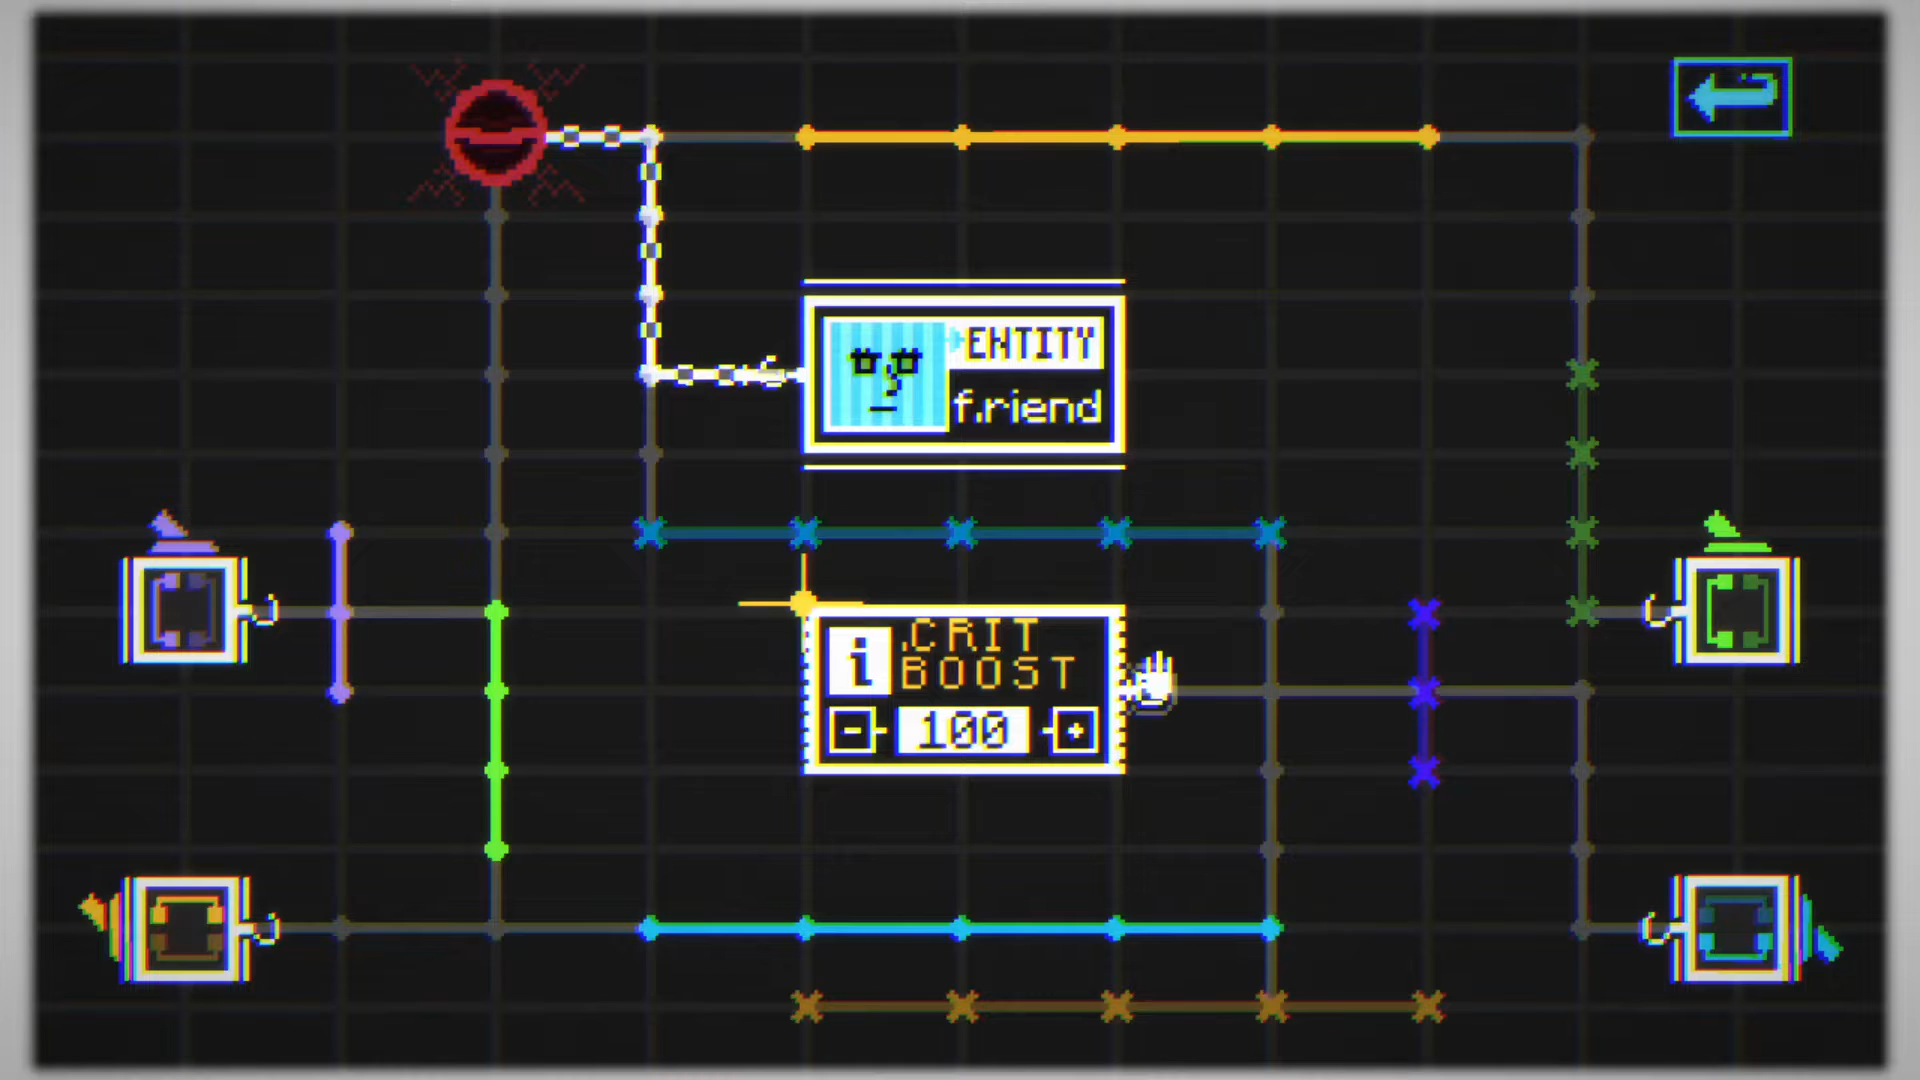 ENTITY
f.riend
i
.CRIT
BOOST
- 100 +